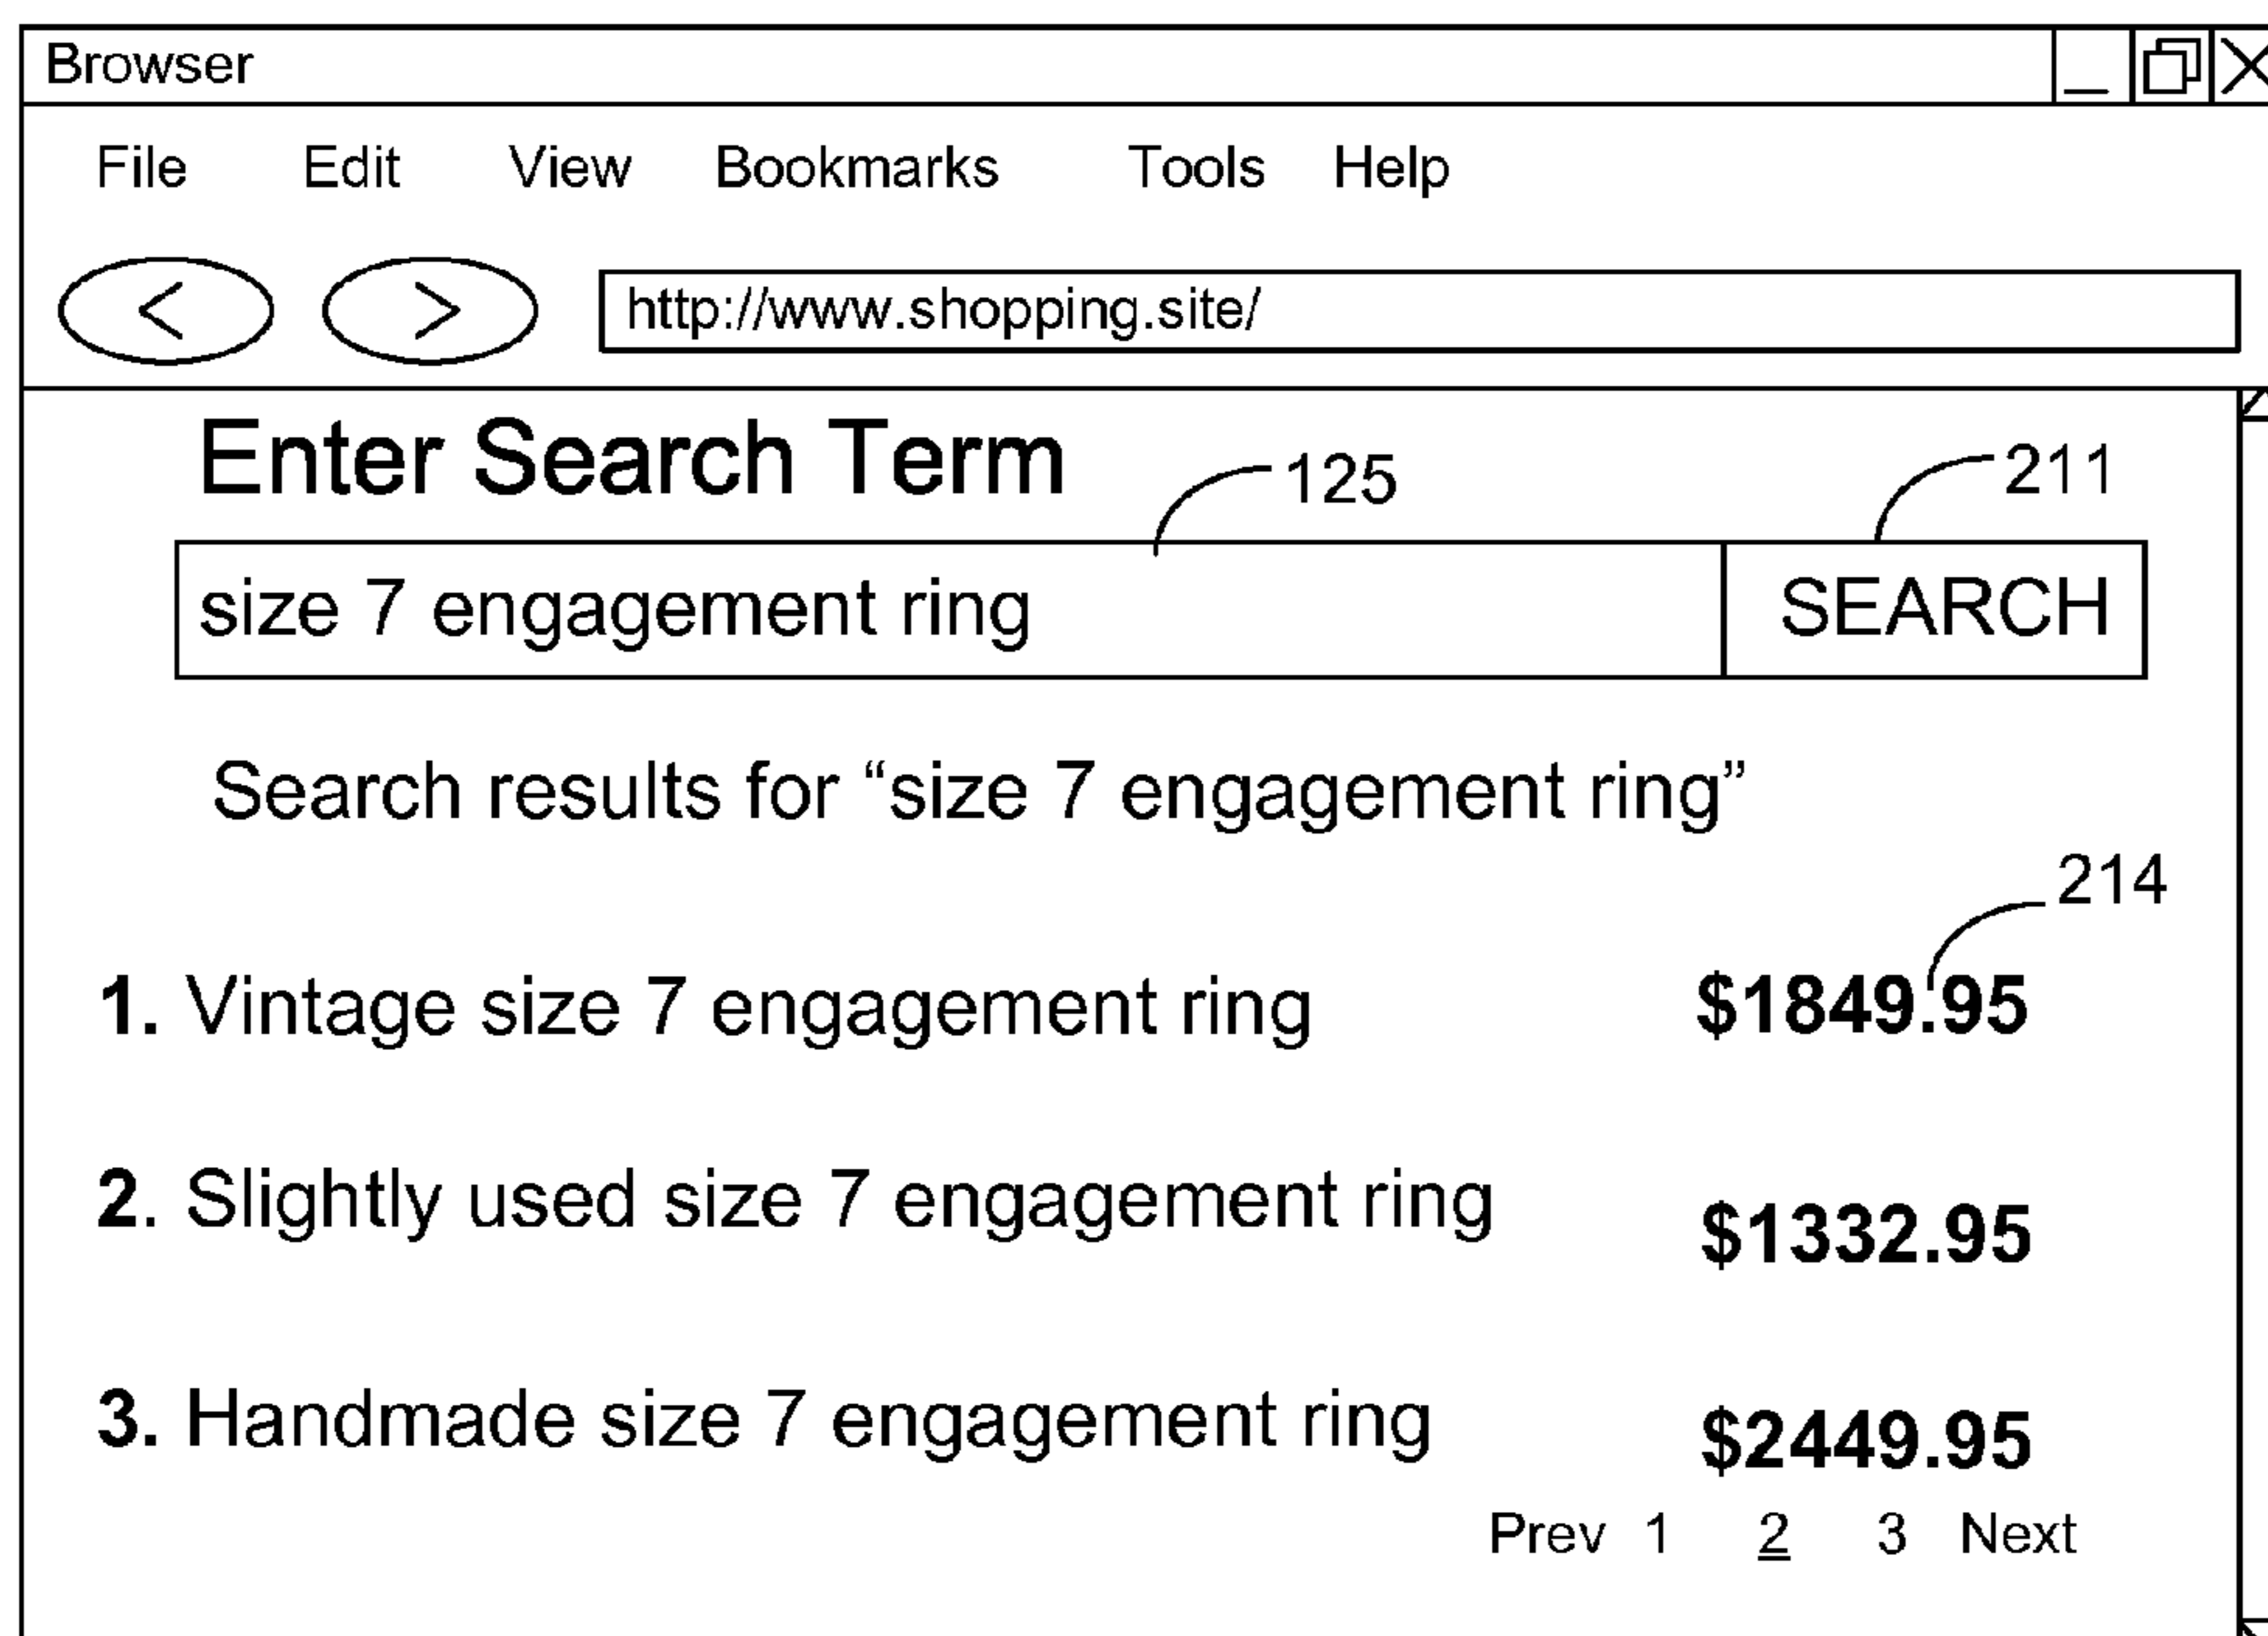 Browser
File Edit View Bookmarks Tools Help
< > http://www.shopping.site/
Enter Search Term
125
211
size 7 engagement ring SEARCH
Search results for “size 7 engagement ring”
214
1. Vintage size 7 engagement ring $1849.95
2. Slightly used size 7 engagement ring $1332.95
3. Handmade size 7 engagement ring $2449.95
Prev 1 2 3 Next